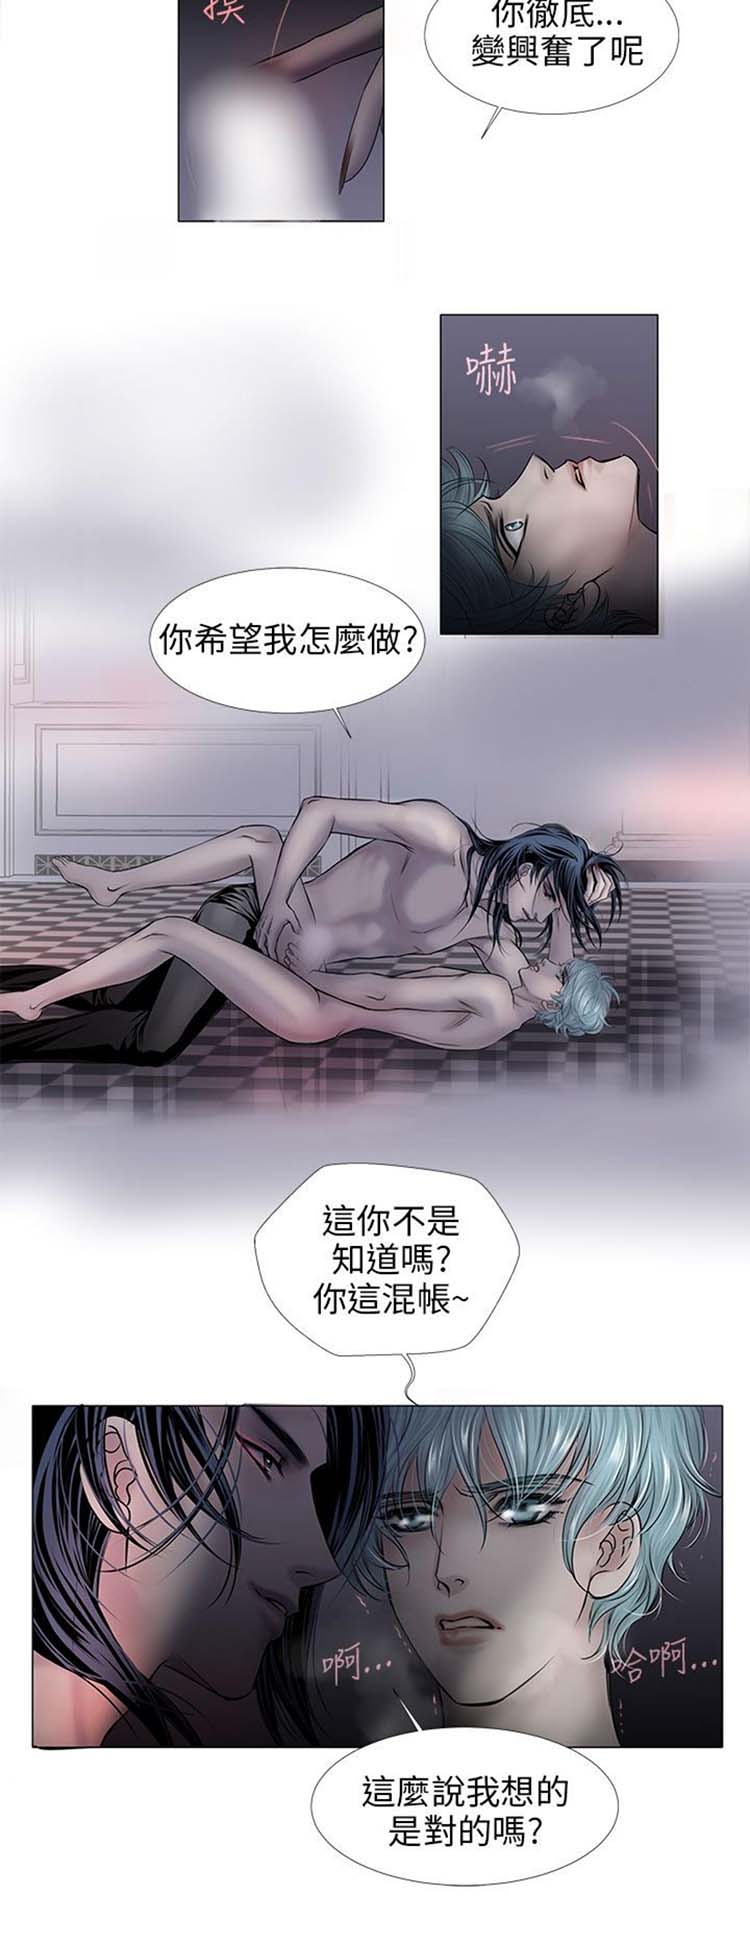 你徹底...
變興奮了呢
挨
嚇
你希望我怎麼做?
這你不是
知道嗎?
你這混帳~
啊...
哈啊...
這麼說我想的
是對的嗎?